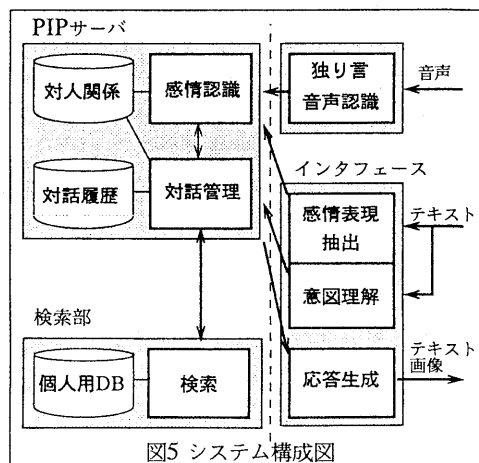 PIPサーバ
対人関係
感情認識
対話履歴
対話管理
検索部
個人用DB
検索
独り言
音声認識
音声
インタフェース
感情表現
抽出
テキスト
意図理解
応答生成
テキスト
画像
図5 システム構成図